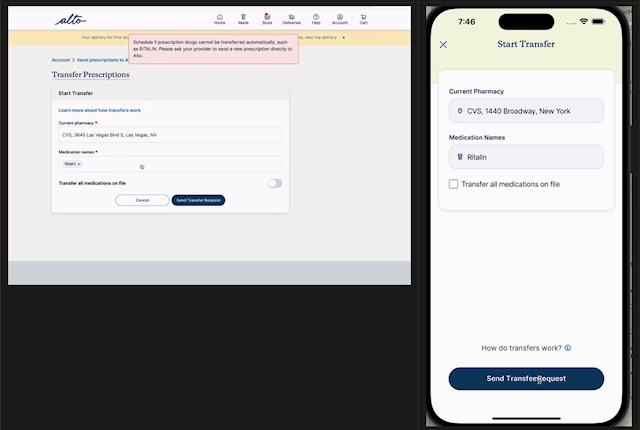 alto
Home
Meds
Store
Deliveries
Help
Account
Cart
Your delivery for Prior Au
view the delivery
Schedule II prescription drugs cannot be transferred automatically, such
as RITALIN. Please ask your provider to send a new prescription directly to
Alto.
Account > Send prescriptions to A
Transfer Prescriptions
Start Transfer
Learn more about how transfers work
Current pharmacy *
CVS, 3645 Las Vegas Blvd S, Las Vegas, NV
Medication names *
Ritalin ×
Transfer all medications on file
Cancel
Send Transfer Request
7:46
Start Transfer
Current Pharmacy
CVS, 1440 Broadway, New York
Medication Names
Ritalin
Transfer all medications on file
How do transfers work?
Send Transfer Request